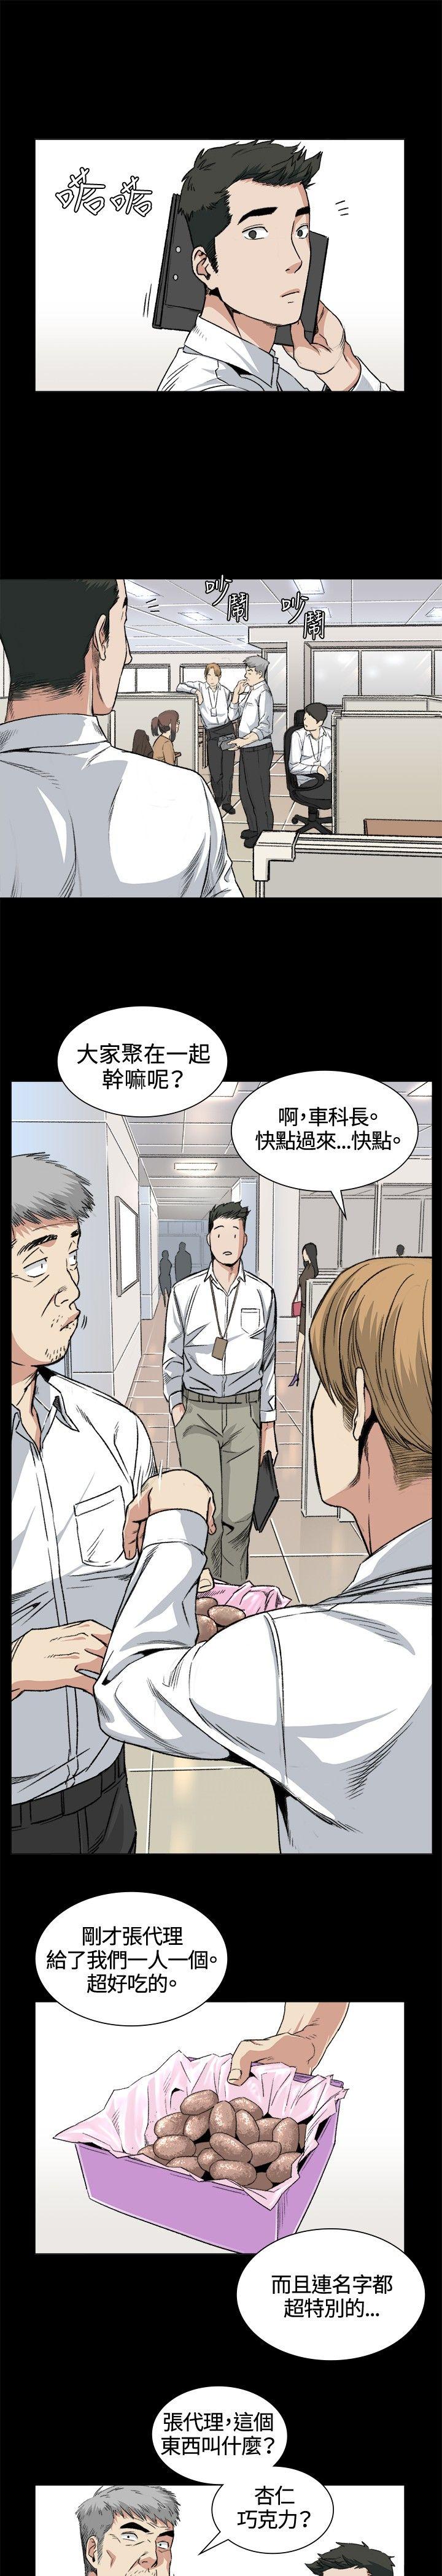 嗒嗒
吵鬧
吵鬧
大家聚在一起
幹嘛呢？
啊，車科長。
快點過來...快點。
剛才張代理
給了我們一人一個。
超好吃的。
而且連名字都
超特別的...
張代理，這個
東西叫什麼？
杏仁
巧克力？